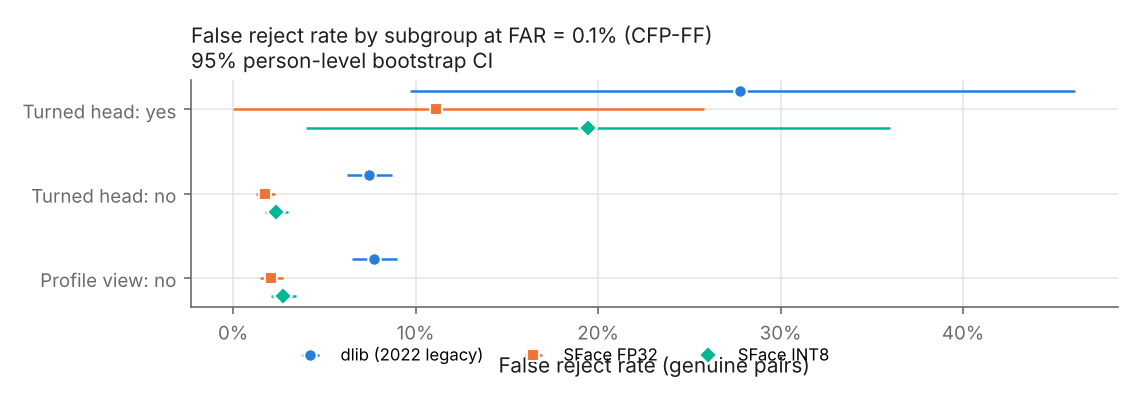 False reject rate by subgroup at FAR = 0.1% (CFP-FF)
95% person-level bootstrap CI
Turned head: yes
Turned head: no
Profile view: no
0% 10% 20% 30% 40%
dlib (2022 legacy) SFace FP32 SFace INT8
False reject rate (genuine pairs)